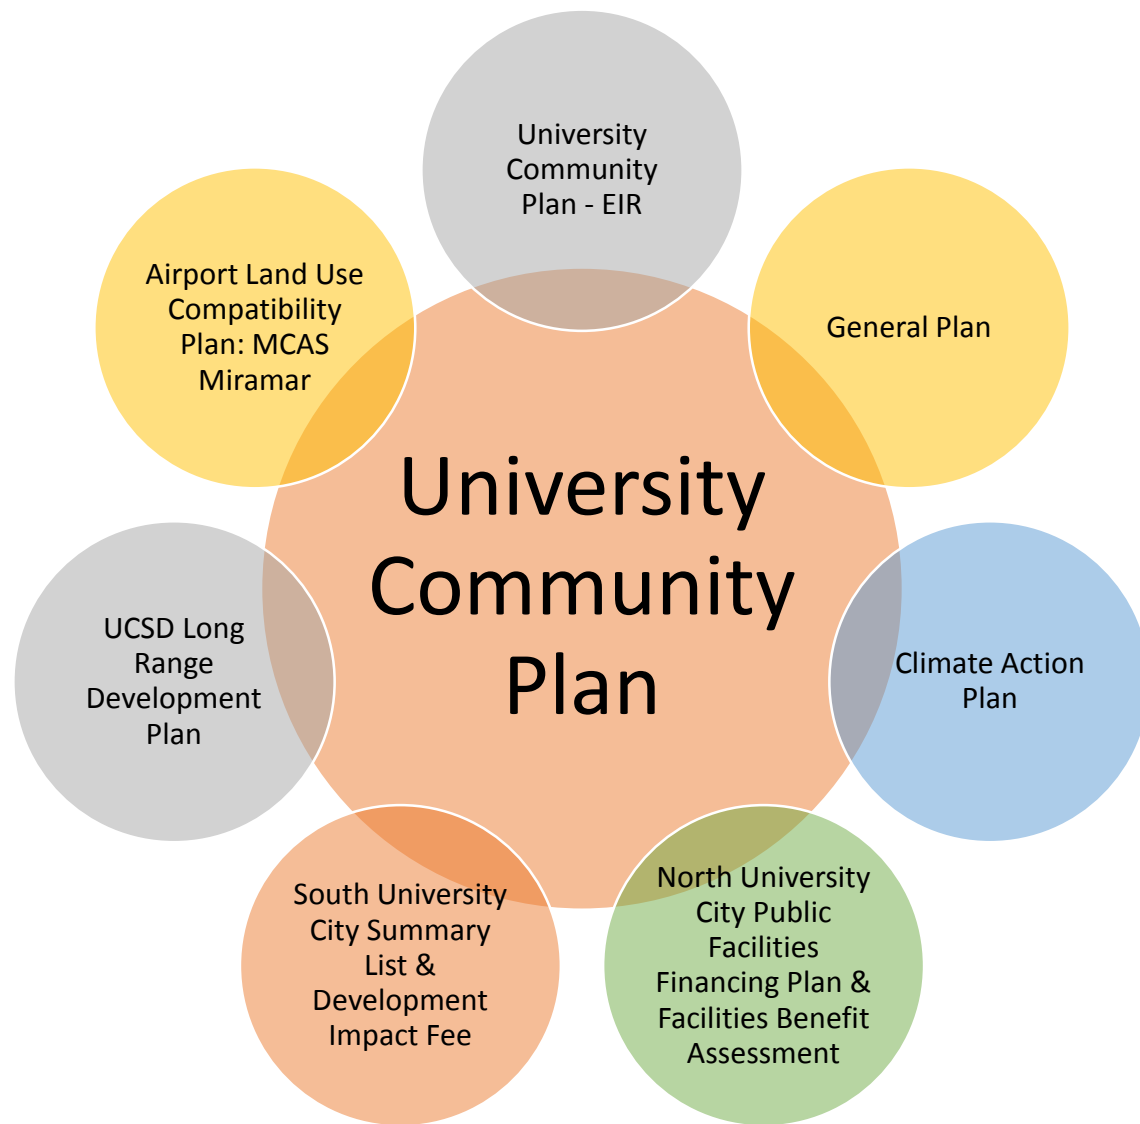 University
Community
Plan - EIR
General Plan
Climate Action
Plan
North University
City Public
Facilities
Financing Plan &
Facilities Benefit
Assessment
South University
City Summary
List &
Development
Impact Fee
UCSD Long
Range
Development
Plan
Airport Land Use
Compatibility
Plan: MCAS
Miramar
University
Community
Plan